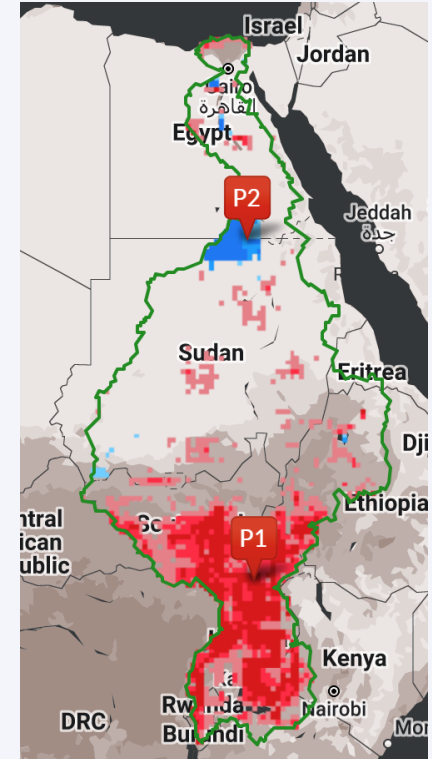 Israel
Jordan
Cairo
القاهرة
Egypt
P2
Jeddah
جدة
Sudan
Eritrea
Dji
Ethiopia
ntral
ican
ublic
P1
Kenya
Nairobi
DRC
Burundi
Mor